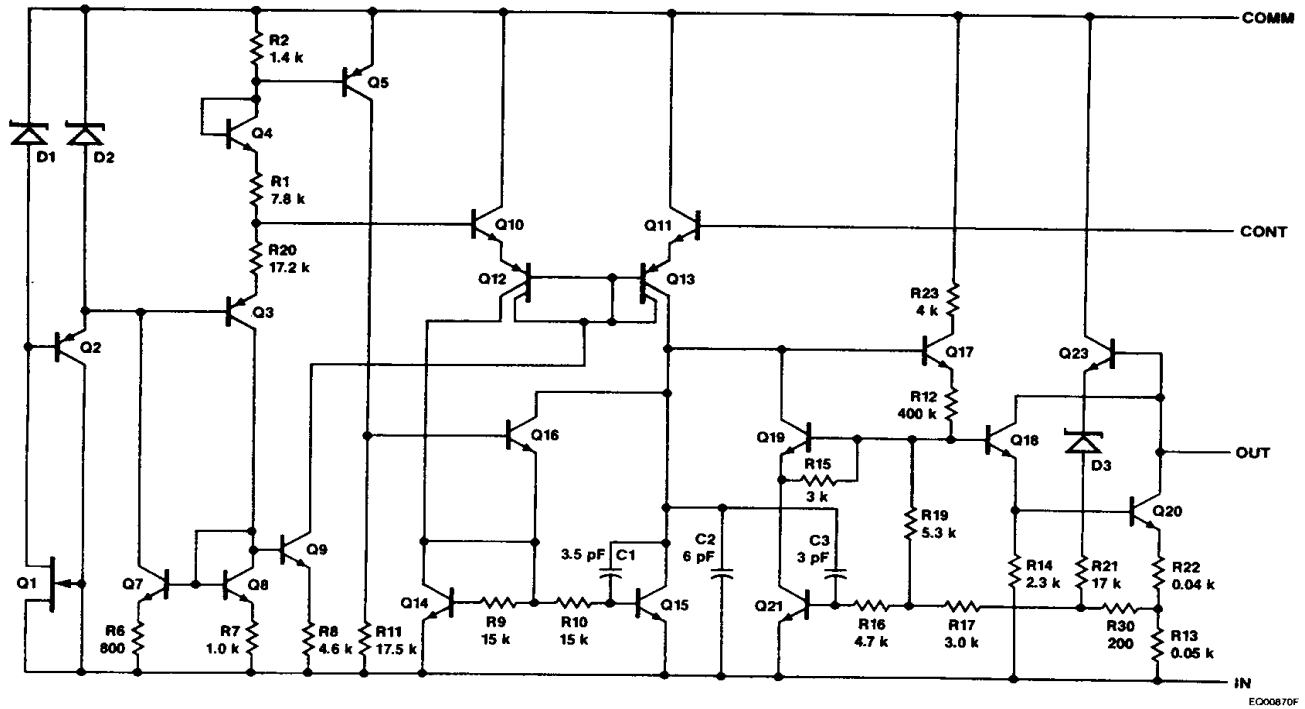 COMM
R2
1.4 k
Q5
Q4
D1
D2
R1
7.8 k
Q10
Q11
CONT
R20
17.2 k
Q12
Q13
Q3
R23
4 k
Q2
Q17
Q23
R12
400 k
Q16
Q19
Q18
R15
3 k
D3
OUT
R19
5.3 k
Q20
Q9
3.5 pF
C1
C2
6 pF
C3
3 pF
Q1
Q7
Q8
R14
2.3 k
R21
17 k
R22
0.04 k
Q14
R9
15 k
R10
15 k
Q15
Q21
R16
4.7 k
R17
3.0 k
R30
200
R6
800
R7
1.0 k
R8
4.6 k
R11
17.5 k
R13
0.05 k
IN
EQ00870F